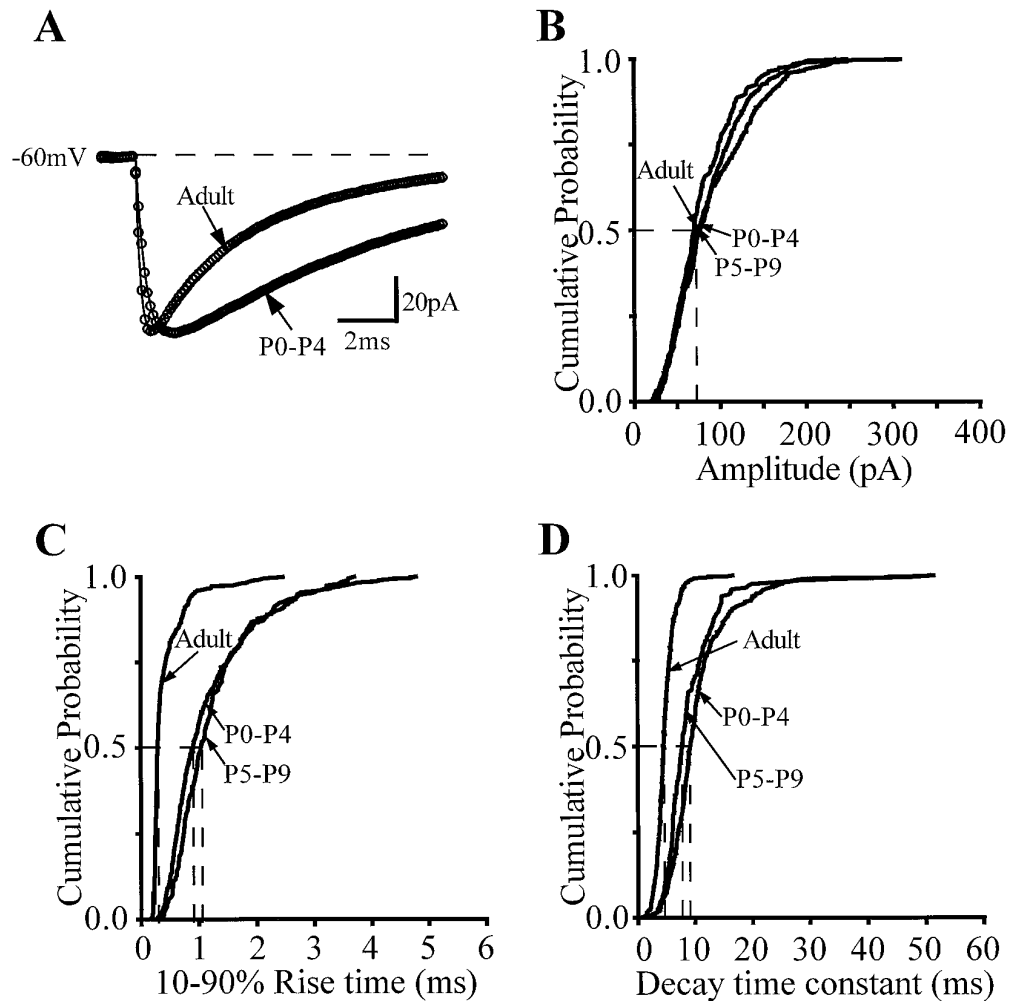 A
-60mV
Adult
P0-P4
20pA
2ms
B
Cumulative Probability
1.0
0.5
0.0
Adult
P0-P4
P5-P9
0 100 200 300 400
Amplitude (pA)
C
Cumulative Probability
1.0
0.5
0.0
Adult
P0-P4
P5-P9
0 1 2 3 4 5 6
10-90% Rise time (ms)
D
Cumulative Probability
1.0
0.5
0.0
Adult
P0-P4
P5-P9
0 10 20 30 40 50 60
Decay time constant (ms)